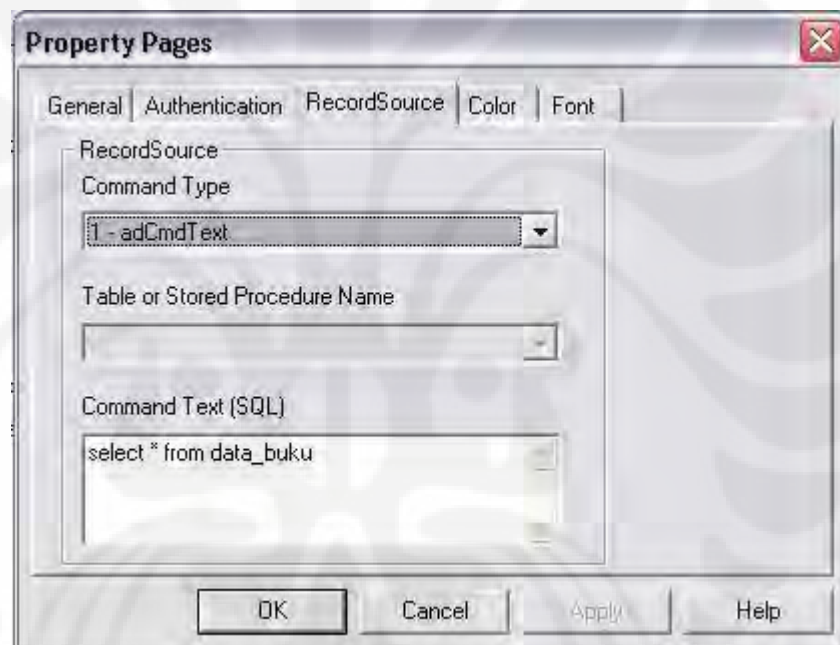 Property Pages
General Authentication RecordSource Color Font
RecordSource
Command Type
1 - adCmdText
Table or Stored Procedure Name
Command Text (SQL)
select * from data_buku
OK Cancel Apply Help